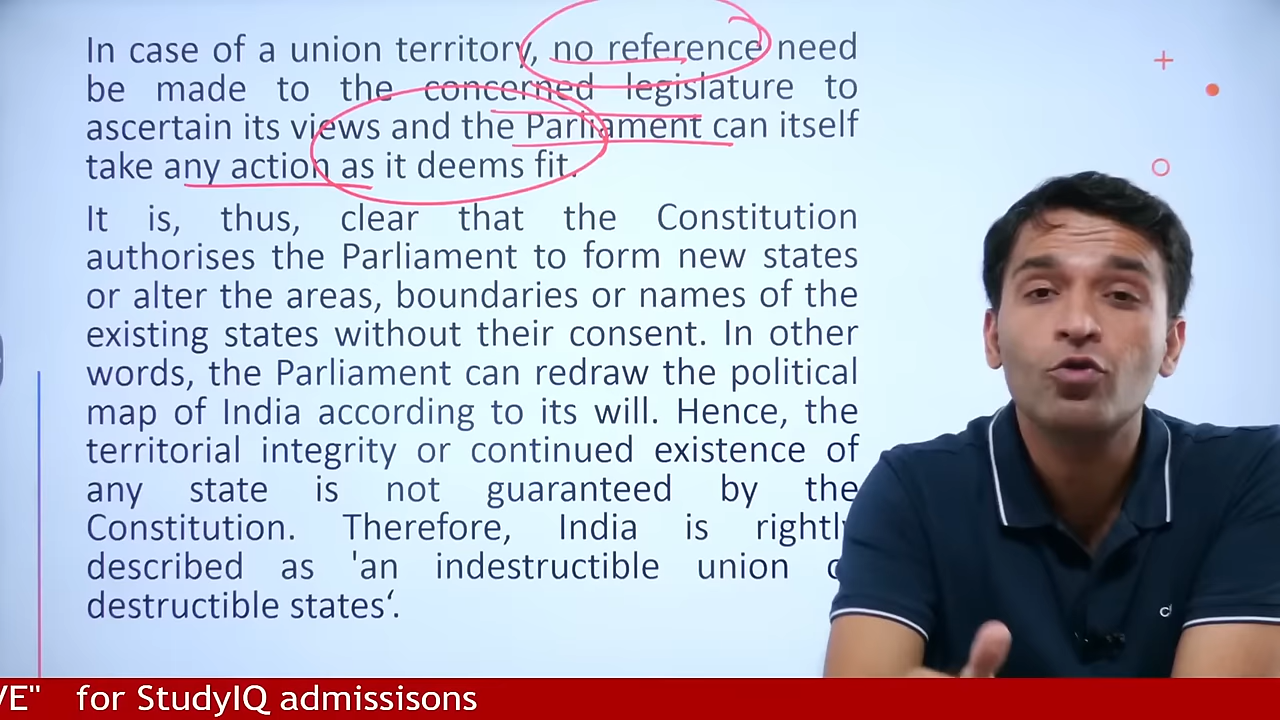 In case of a union territory, no reference need
be made to the concerned legislature to
ascertain its views and the Parliament can itself
take any action as it deems fit.
It is, thus, clear that the Constitution
authorises the Parliament to form new states
or alter the areas, boundaries or names of the
existing states without their consent. In other
words, the Parliament can redraw the political
map of India according to its will. Hence, the
territorial integrity or continued existence of
any state is not guaranteed by the
Constitution. Therefore, India is rightly
described as 'an indestructible union
destructible states‘.
VE" for StudyIQ admissisons